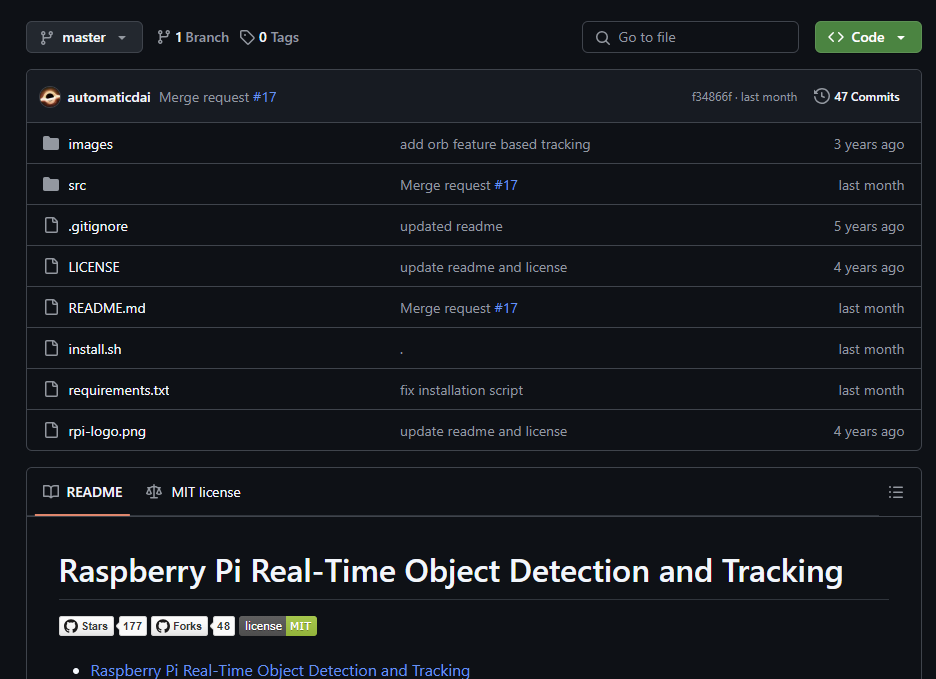 master 1 Branch 0 Tags Go to file Code
automaticdai Merge request #17 f34866f · last month 47 Commits
images add orb feature based tracking 3 years ago
src Merge request #17 last month
.gitignore updated readme 5 years ago
LICENSE update readme and license 4 years ago
README.md Merge request #17 last month
install.sh . last month
requirements.txt fix installation script last month
rpi-logo.png update readme and license 4 years ago
README MIT license
Raspberry Pi Real-Time Object Detection and Tracking
Stars 177 Forks 48 license MIT
• Raspberry Pi Real-Time Object Detection and Tracking